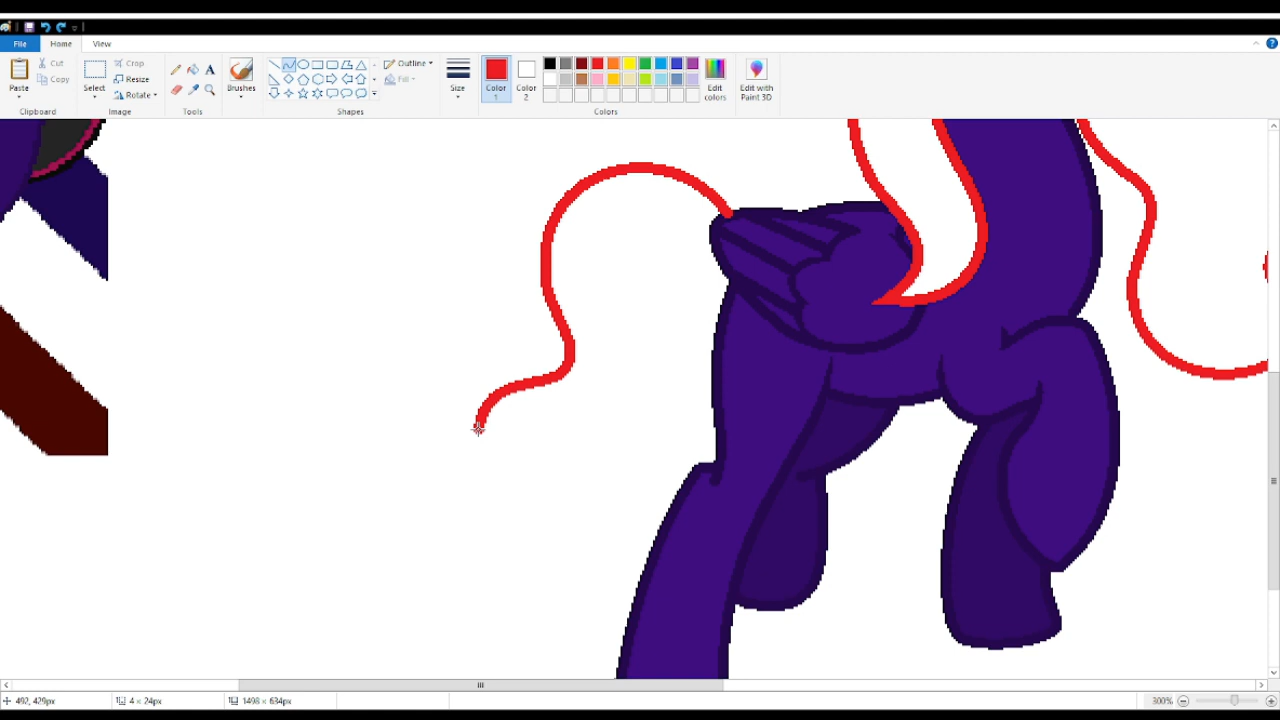 File Home View
Paste Cut Copy
Clipboard
Select Crop Resize Rotate
Image
Tools
Brushes
Outline Fill
Shapes
Size
Color 1 Color 2
Edit colors
Colors
Edit with Paint 3D
492, 429px 4 × 24px 1498 × 634px 300%